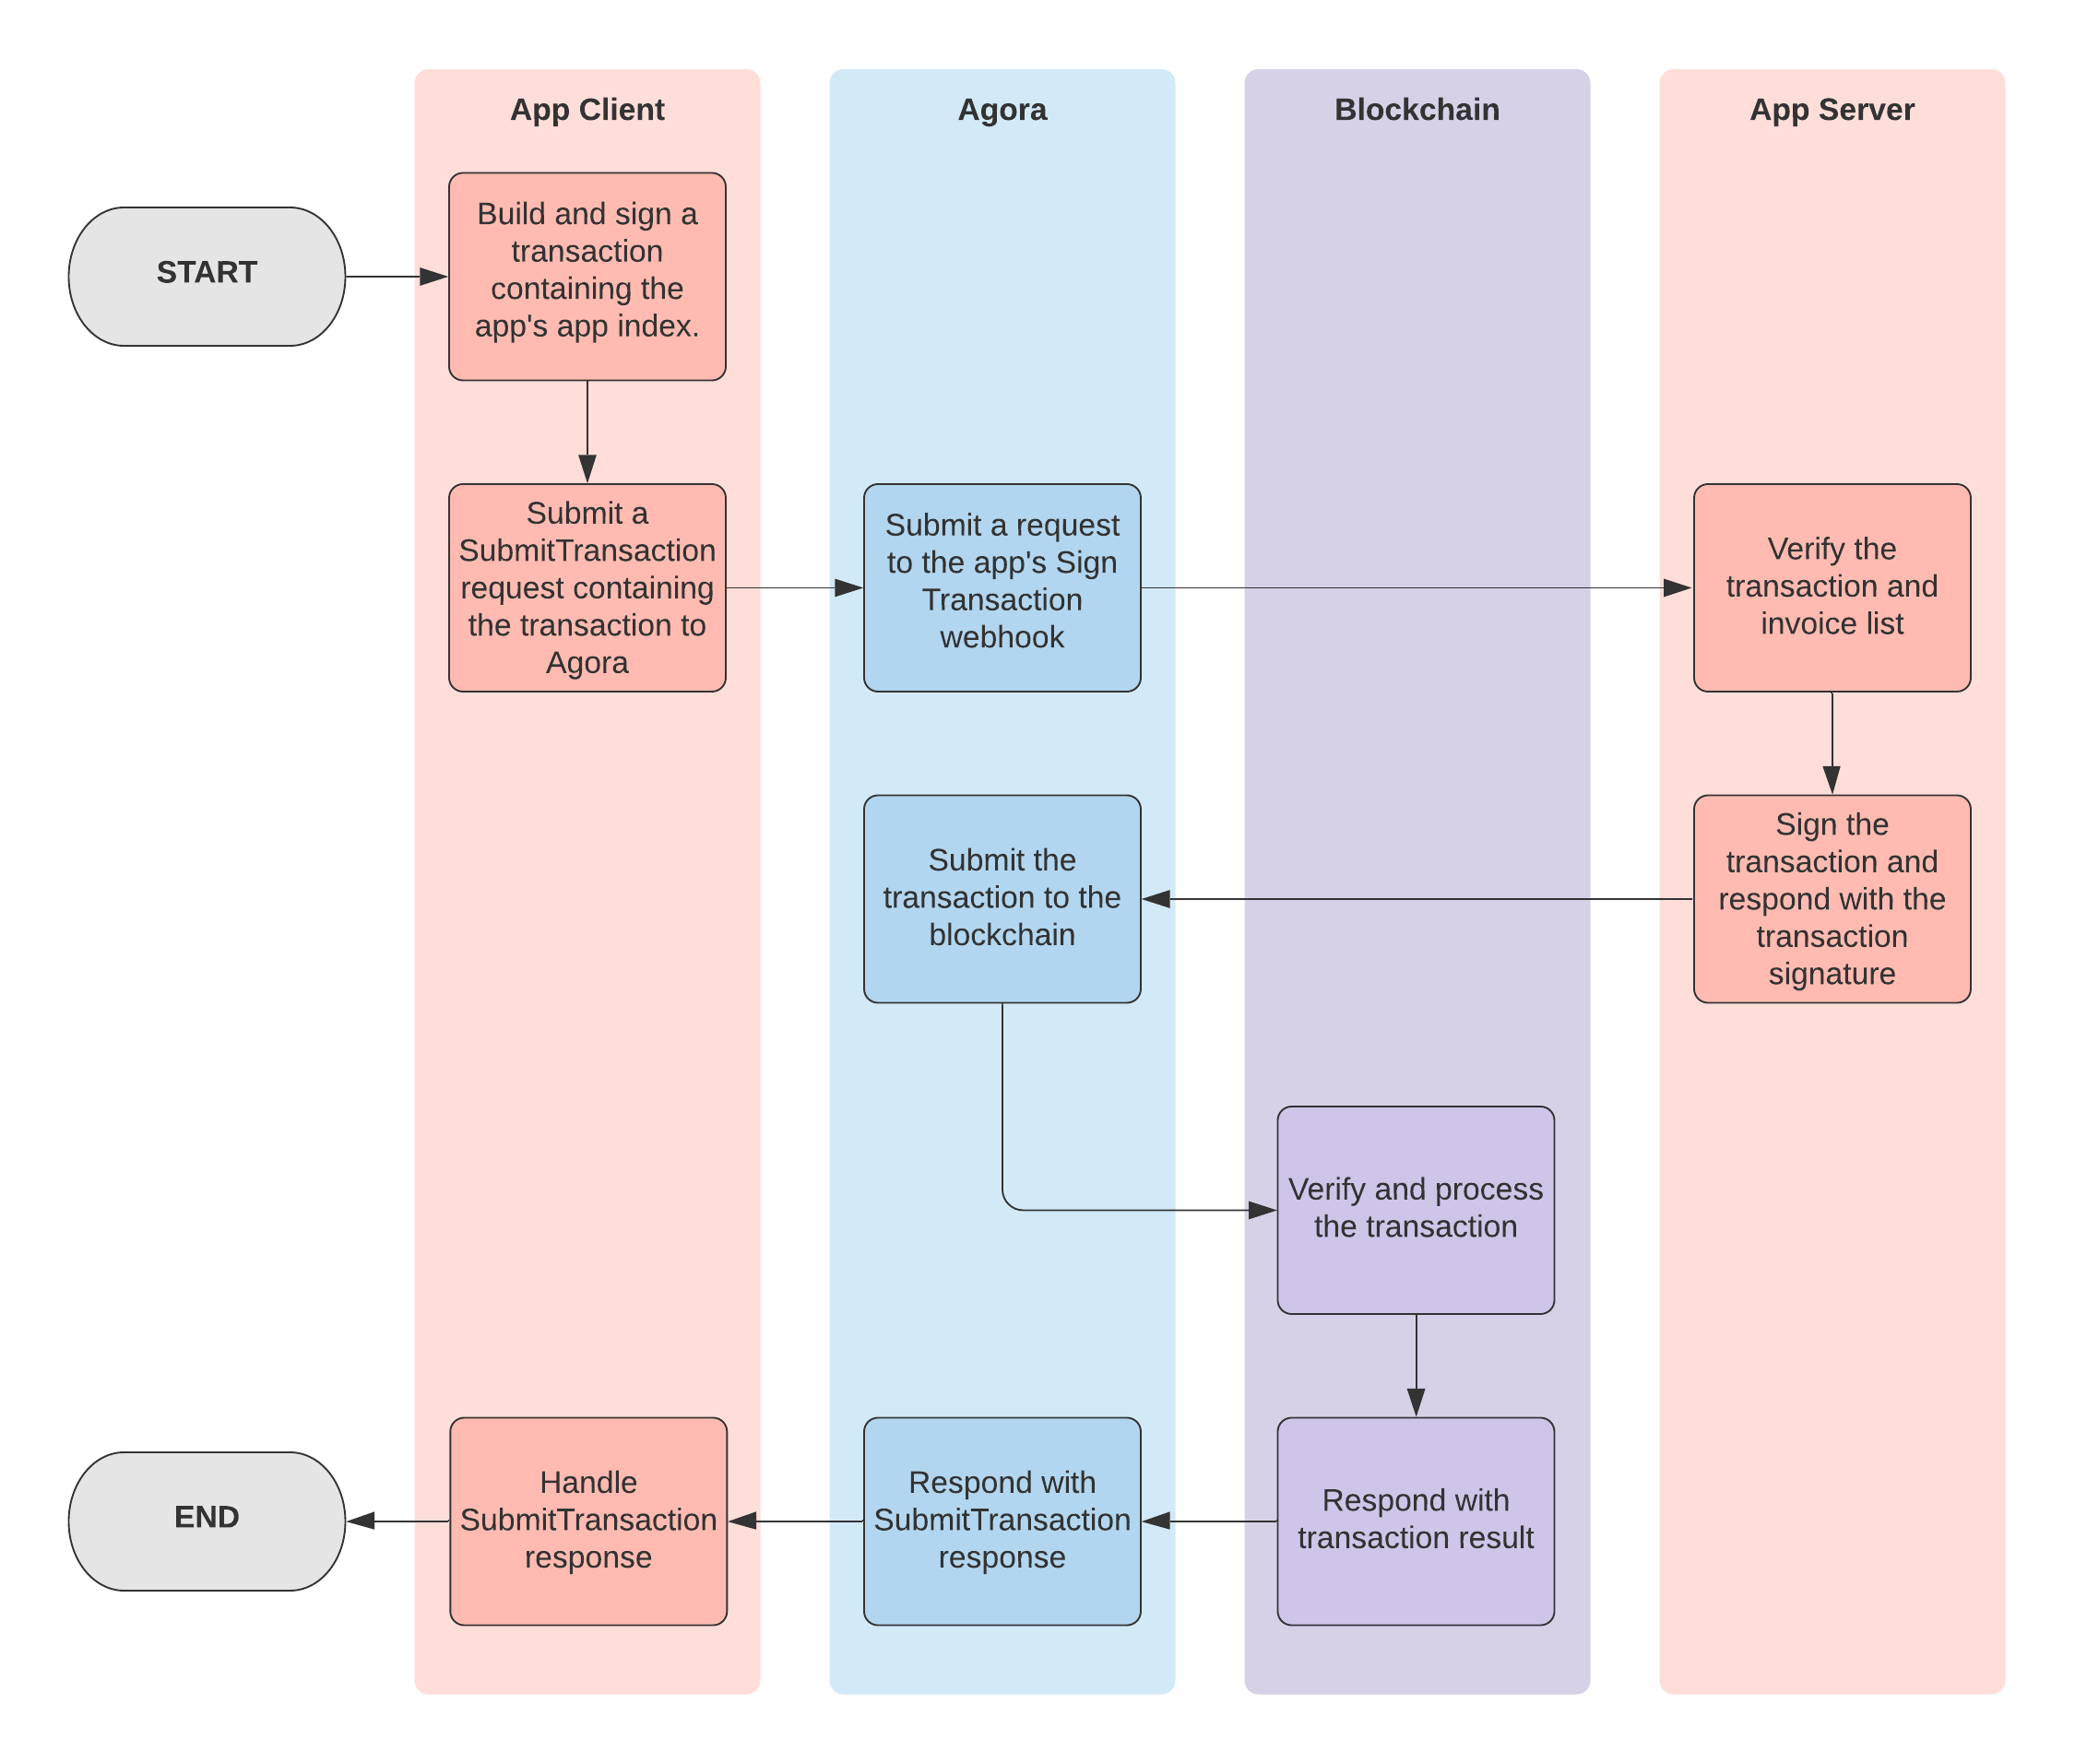 App Client
Agora
Blockchain
App Server
START
Build and sign a
transaction
containing the
app's app index.
Submit a
SubmitTransaction
request containing
the transaction to
Agora
Submit a request
to the app's Sign
Transaction
webhook
Verify the
transaction and
invoice list
Submit the
transaction to the
blockchain
Sign the
transaction and
respond with the
transaction
signature
Verify and process
the transaction
END
Handle
SubmitTransaction
response
Respond with
SubmitTransaction
response
Respond with
transaction result